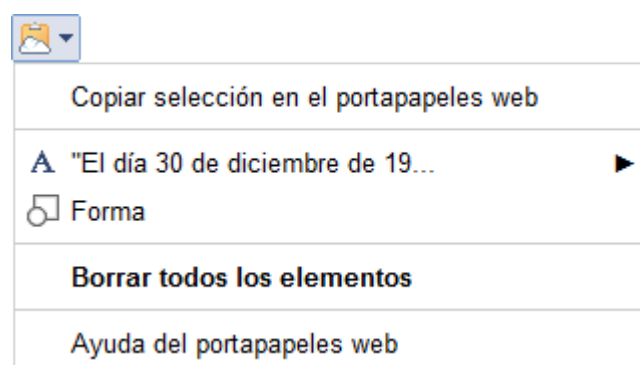 Copiar selección en el portapapeles web
A "El día 30 de diciembre de 19...
Forma
Borrar todos los elementos
Ayuda del portapapeles web